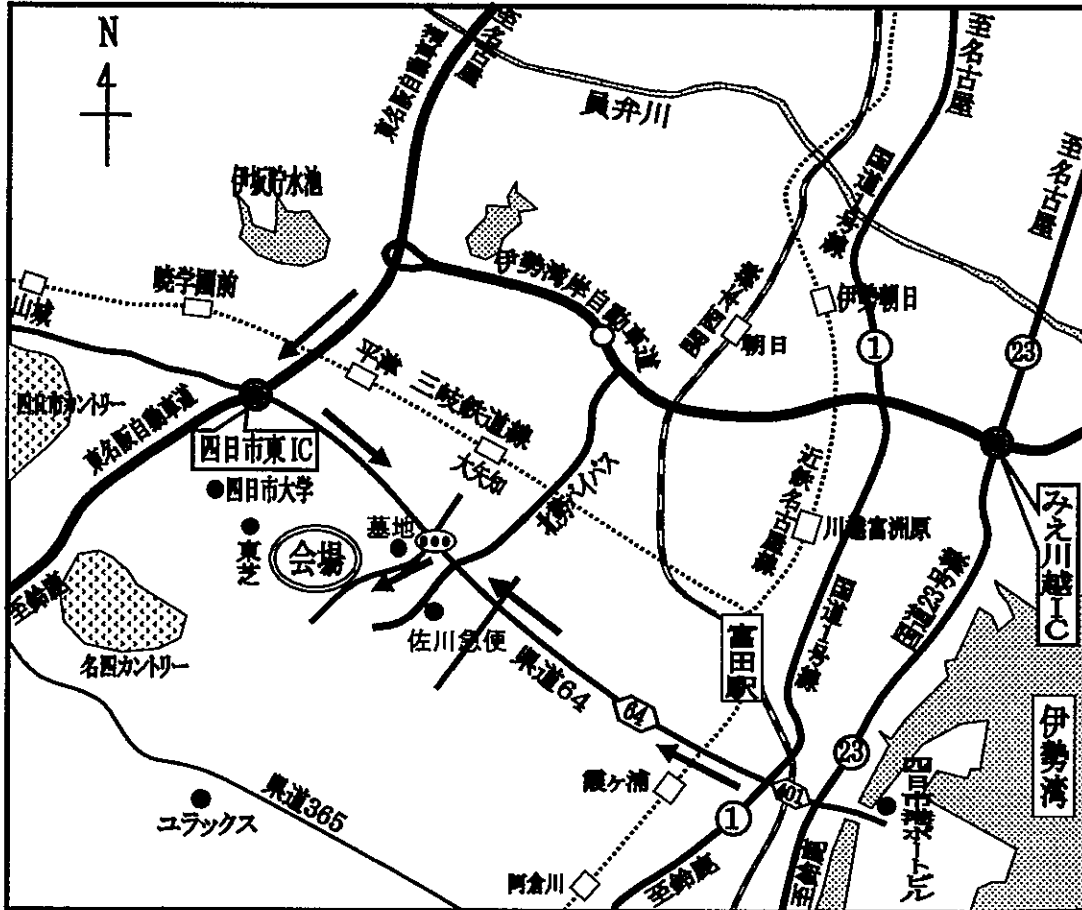 N
東名阪自動車道
至名古屋
至名古屋
員弁川
至名古屋
国道1号線
伊坂貯水池
暁学園前
山城
伊勢湾岸自動車道
関西本線
伊勢朝日
朝日
1
23
平津
三岐鉄道線
大矢知
四日市カントリー
東名阪自動車道
四日市東IC
四日市大学
東芝
会場
墓地
北勢バイパス
近鉄名古屋線
川越富洲原
みえ川越IC
国道23号線
国道1号線
至鈴鹿
名四カントリー
佐川急便
県道64
64
富田駅
伊勢湾
23
霞ヶ浦
401
1
四日市港ポートビル
県道365
ユラックス
阿倉川
至鈴鹿
至鈴鹿